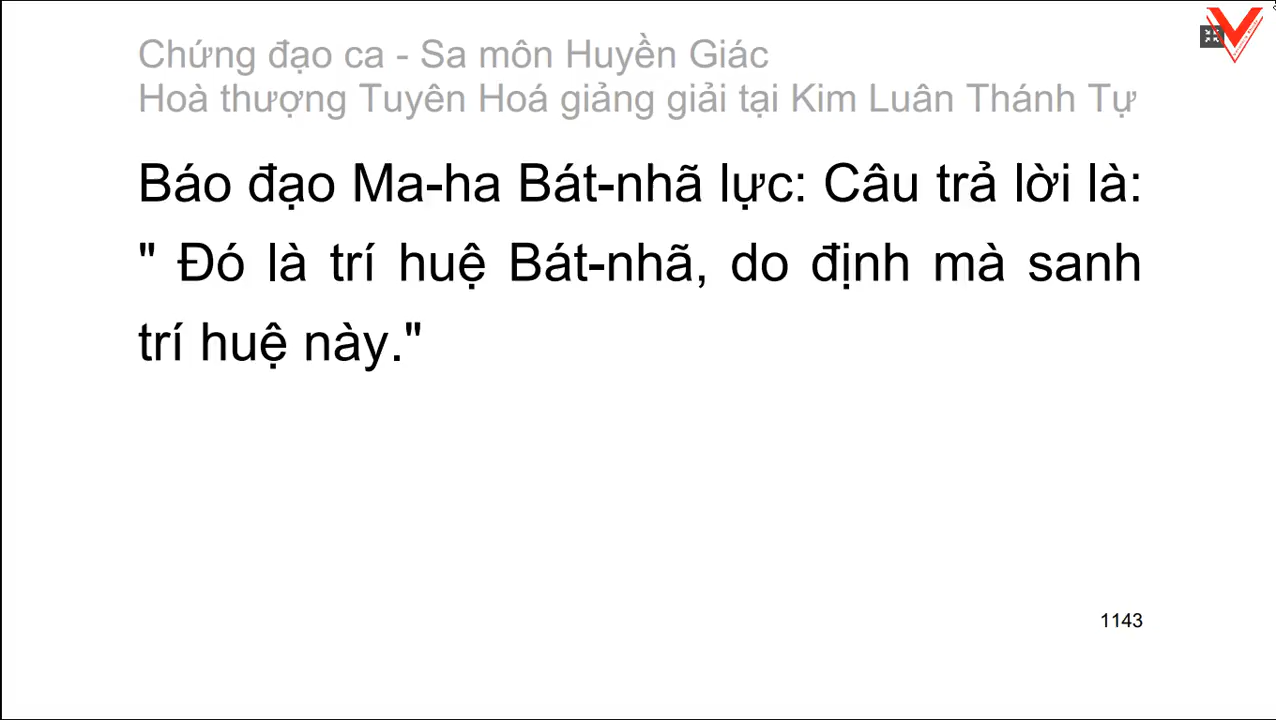 Chứng đạo ca - Sa môn Huyền Giác
Hoà thượng Tuyên Hoá giảng giải tại Kim Luân Thánh Tự
Báo đạo Ma-ha Bát-nhã lực: Câu trả lời là:
" Đó là trí huệ Bát-nhã, do định mà sanh
trí huệ này."
1143